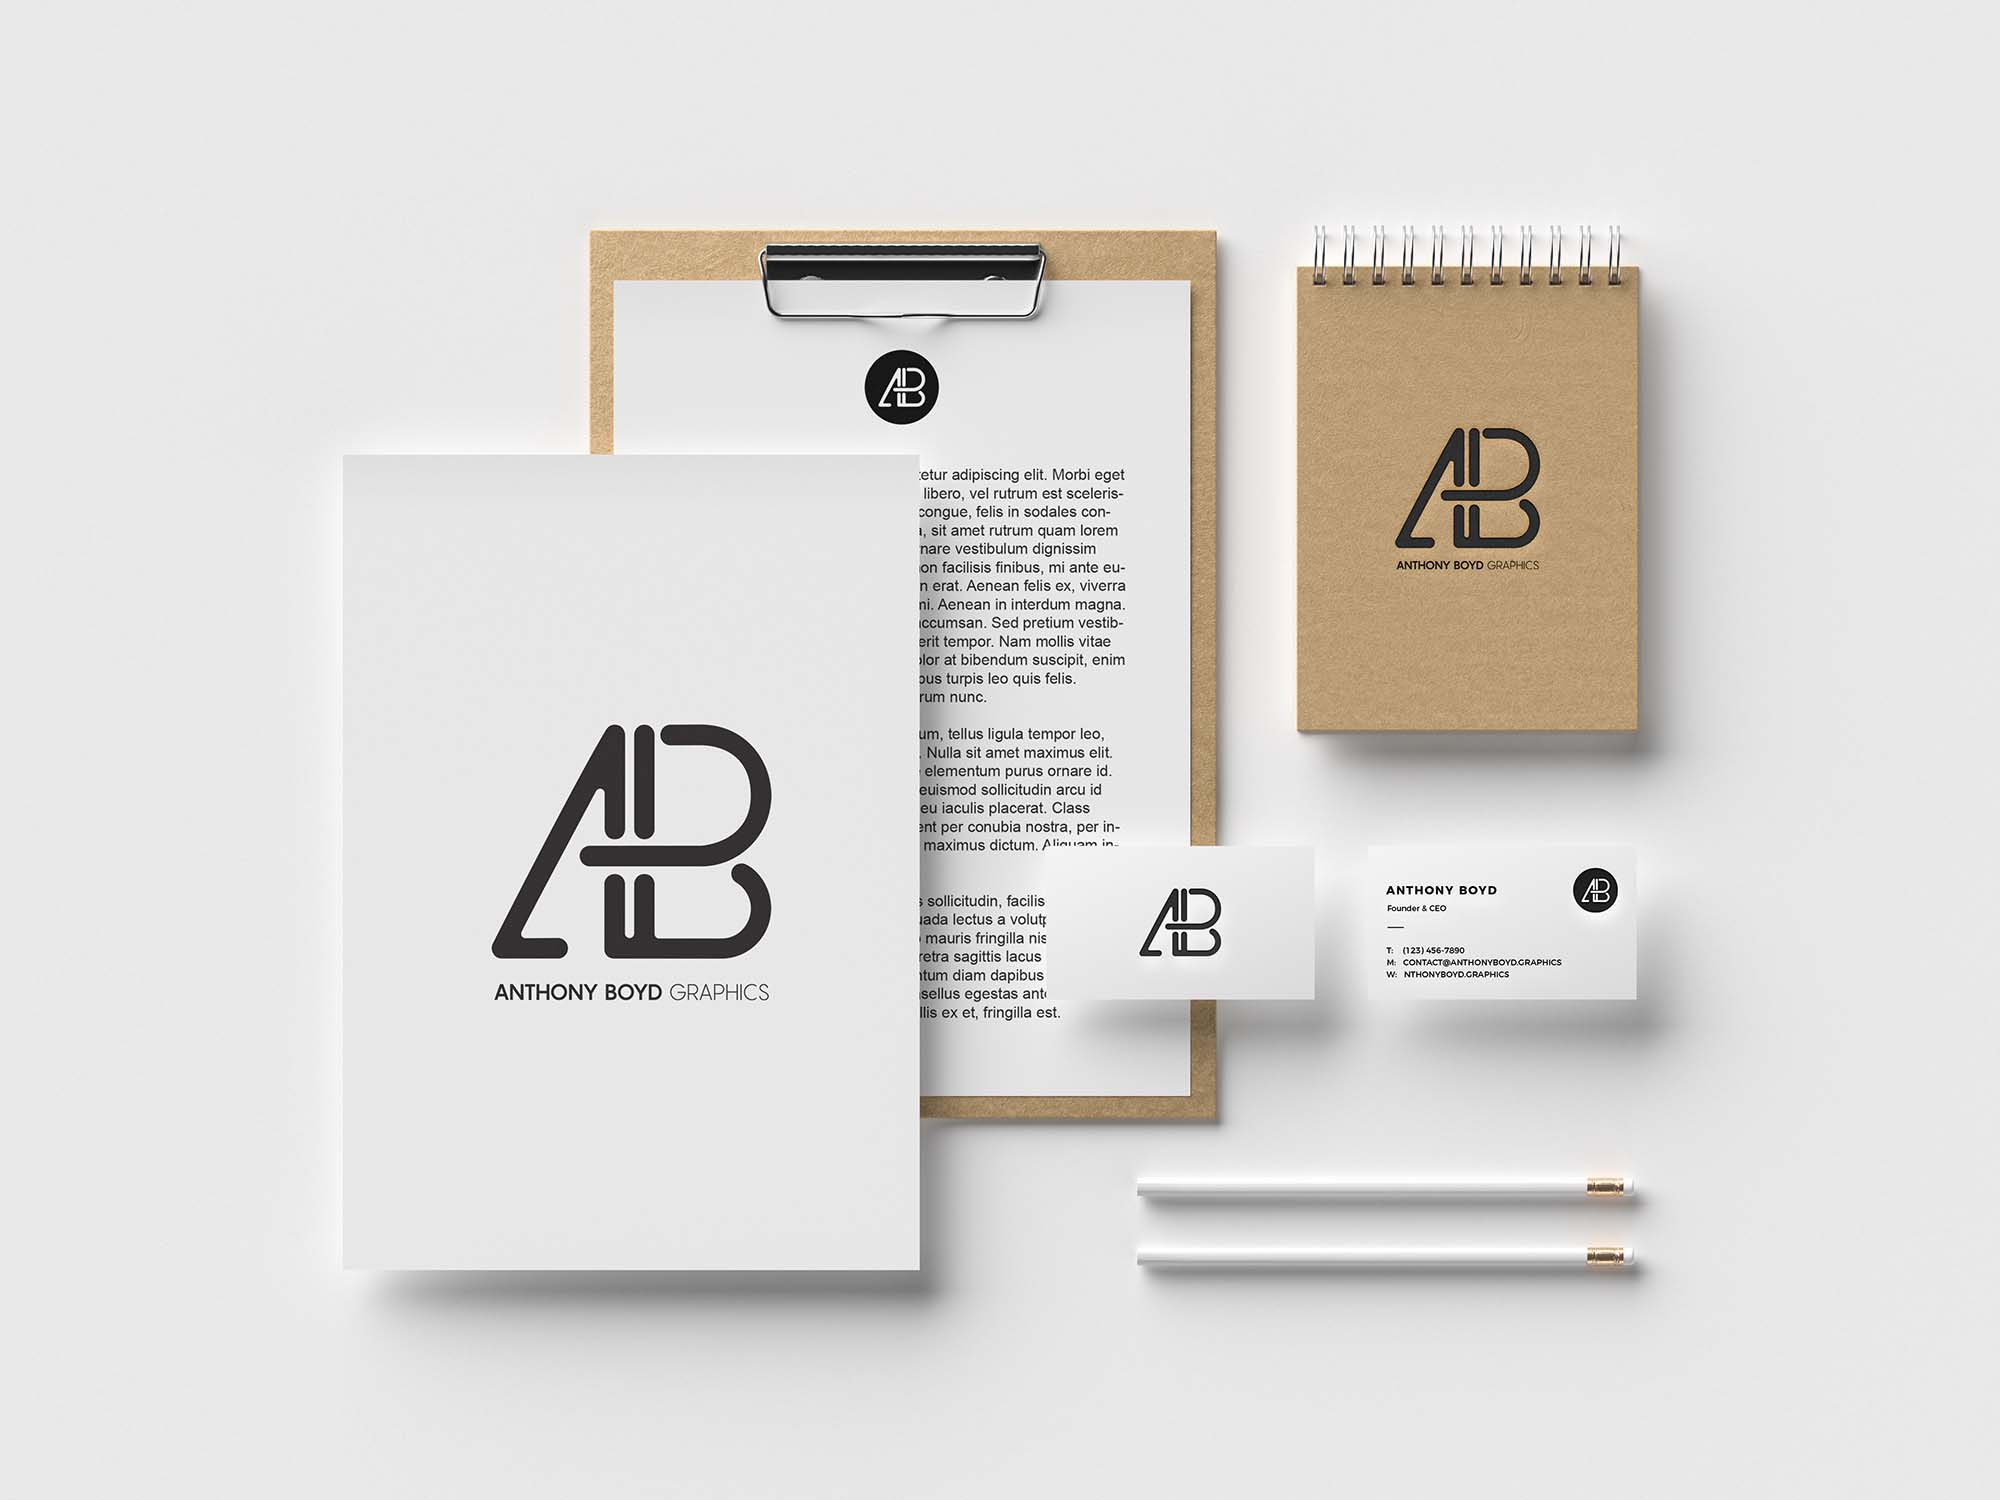 AB
tetur adipiscing elit. Morbi eget
libero, vel rutrum est sceleris-
congue, felis in sodales con-
sit amet rutrum quam lorem
vestibulum dignissim
facilisis finibus, mi ante eu-
erat. Aenean felis ex, viverra
mi. Aenean in interdum magna.
accumsan. Sed pretium vestib-
erit tempor. Nam mollis vitae
olor at bibendum suscipit, enim
bus turpis leo quis felis.
rum nunc.
um, tellus ligula tempor leo,
Nulla sit amet maximus elit.
elementum purus ornare id.
euismod sollicitudin arcu id
eu iaculis placerat. Class
ent per conubia nostra, per in-
maximus dictum. Aliquam in-
sollicitudin, facilis
uada lectus a volutp
mauris fringilla nis
retra sagittis lacus
ntum diam dapibus
sellus egestas ante
llis ex et, fringilla est.
AB
ANTHONY BOYD GRAPHICS
AB
ANTHONY BOYD GRAPHICS
AB
ANTHONY BOYD
Founder & CEO
AB
T: (123) 456-7890
M: CONTACT@ANTHONYBOYD.GRAPHICS
W: NTHONYBOYD.GRAPHICS